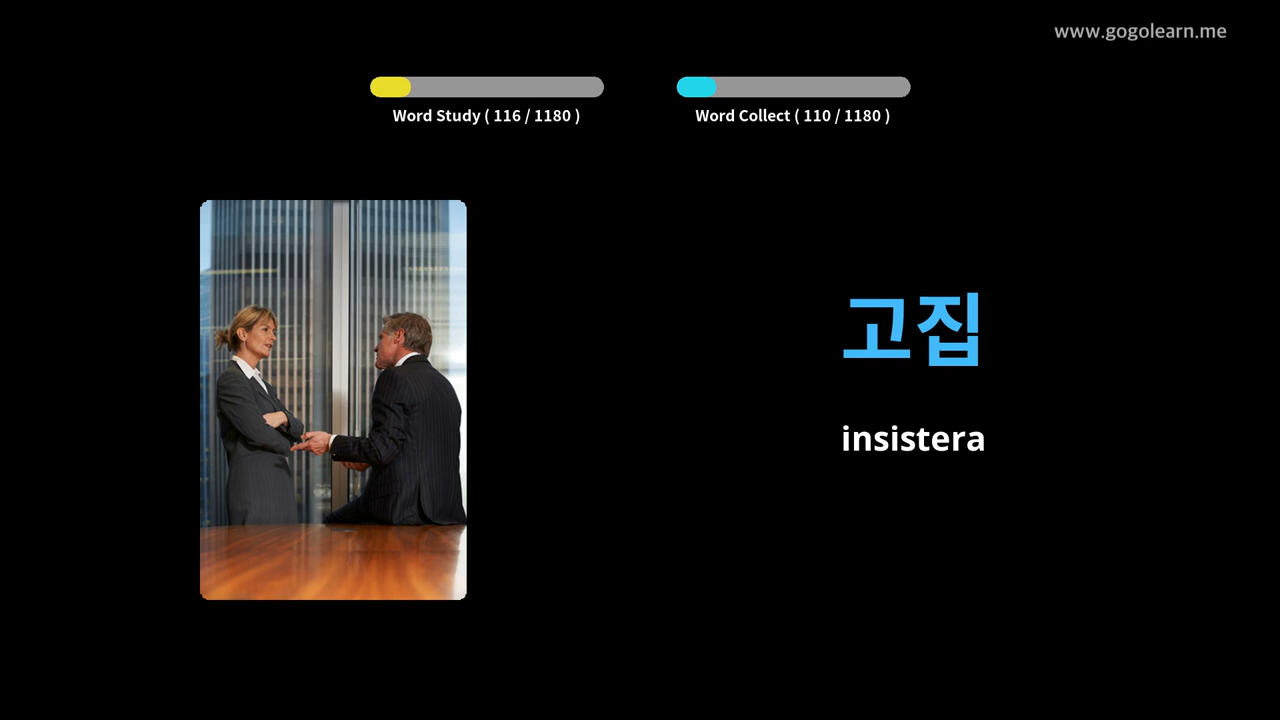 www.gogolearn.me
Word Study ( 116 / 1180 )
Word Collect ( 110 / 1180 )
고집
insistera